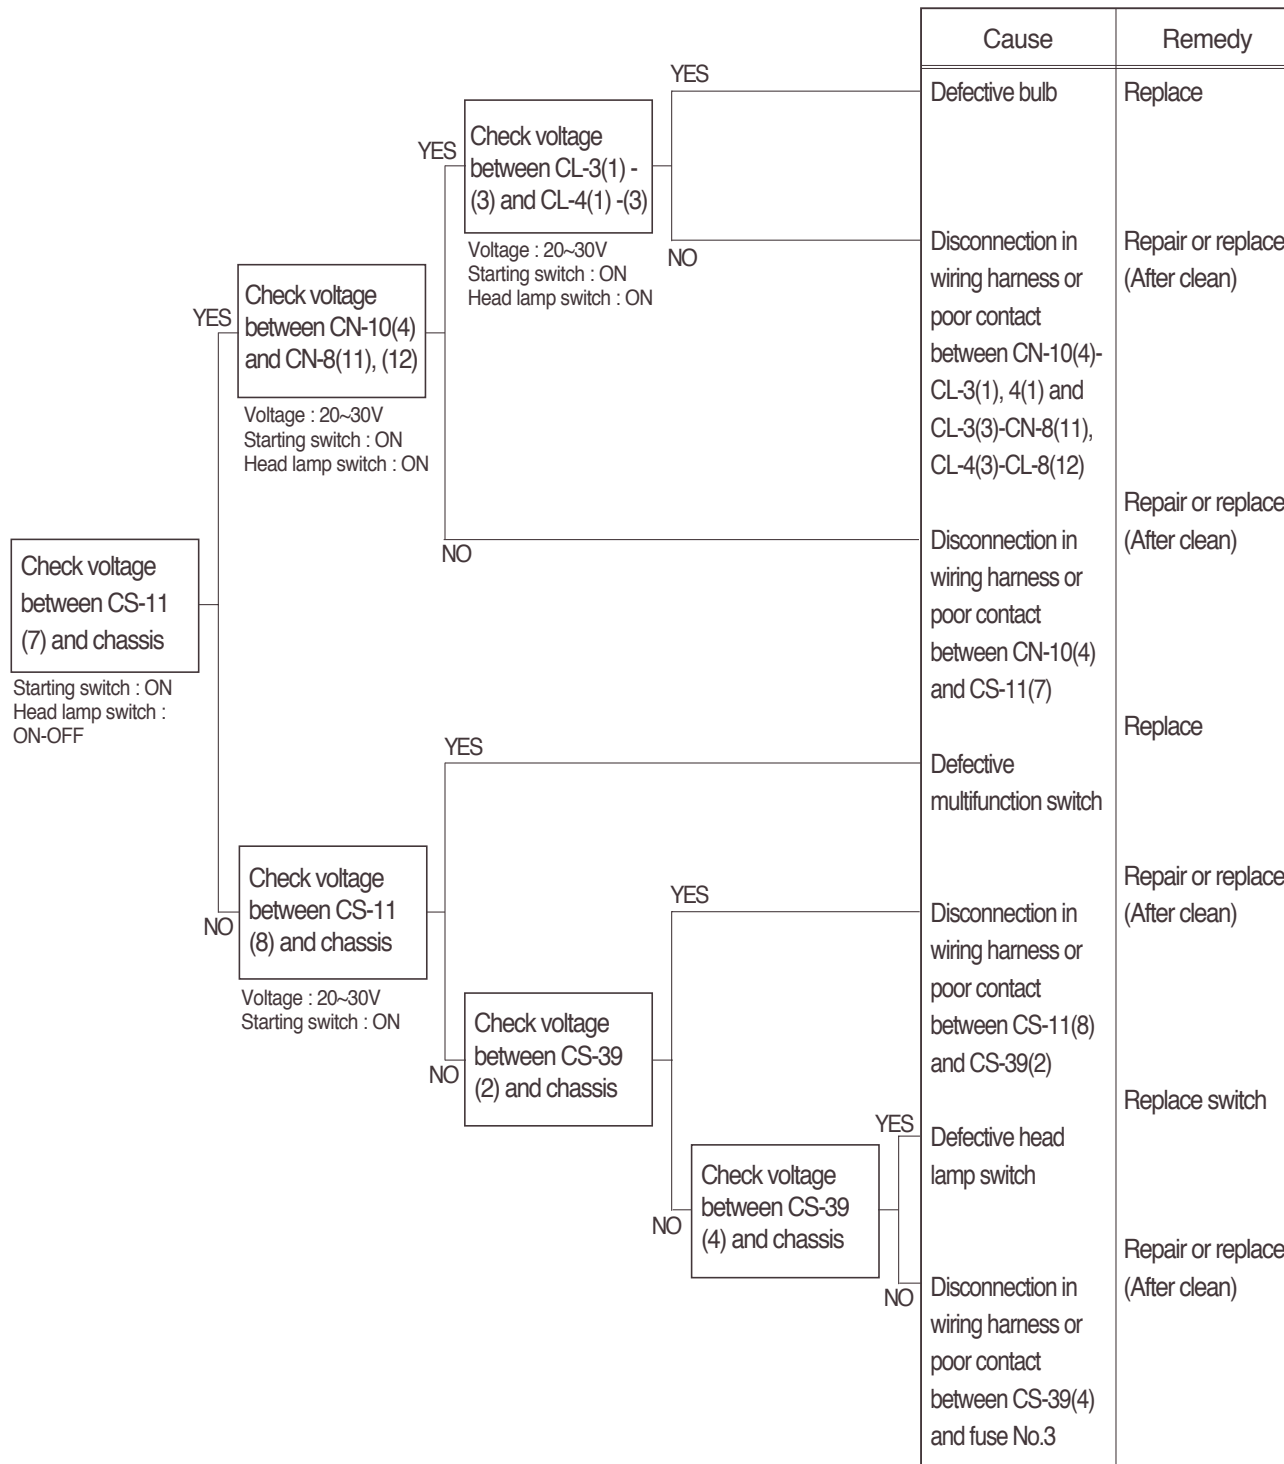 Cause
Remedy
YES
Defective bulb
Replace
YES
Check voltage
between CL-3(1) -
(3) and CL-4(1) -(3)
Voltage : 20~30V
Starting switch : ON
Head lamp switch : ON
NO
Disconnection in
wiring harness or
poor contact
between CN-10(4)-
CL-3(1), 4(1) and
CL-3(3)-CN-8(11),
CL-4(3)-CL-8(12)
Repair or replace
(After clean)
YES
Check voltage
between CN-10(4)
and CN-8(11), (12)
Voltage : 20~30V
Starting switch : ON
Head lamp switch : ON
NO
Disconnection in
wiring harness or
poor contact
between CN-10(4)
and CS-11(7)
Repair or replace
(After clean)
Check voltage
between CS-11
(7) and chassis
Starting switch : ON
Head lamp switch :
ON-OFF
YES
Defective
multifunction switch
Replace
NO
Check voltage
between CS-11
(8) and chassis
Voltage : 20~30V
Starting switch : ON
YES
Disconnection in
wiring harness or
poor contact
between CS-11(8)
and CS-39(2)
Repair or replace
(After clean)
NO
Check voltage
between CS-39
(2) and chassis
YES
Defective head
lamp switch
Replace switch
NO
Check voltage
between CS-39
(4) and chassis
NO
Disconnection in
wiring harness or
poor contact
between CS-39(4)
and fuse No.3
Repair or replace
(After clean)